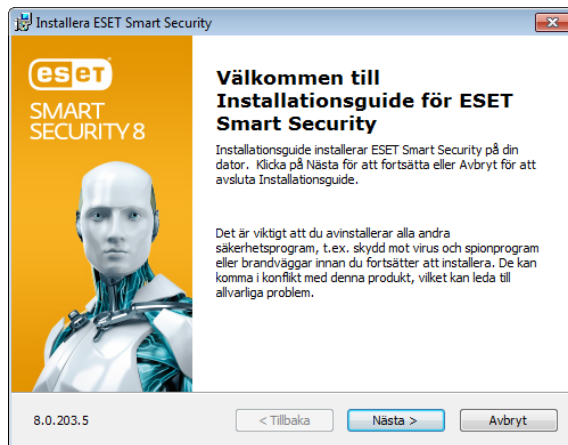 Installera ESET Smart Security
eset
SMART
SECURITY 8
Välkommen till
Installationsguide för ESET
Smart Security
Installationsguide installerar ESET Smart Security på din
dator. Klicka på Nästa för att fortsätta eller Avbryt för att
avsluta Installationsguide.
Det är viktigt att du avinstallerar alla andra
säkerhetsprogram, t.ex. skydd mot virus och spionprogram
eller brandväggar innan du fortsätter att installera. De kan
komma i konflikt med denna produkt, vilket kan leda till
allvarliga problem.
8.0.203.5
< Tillbaka
Nästa >
Avbryt